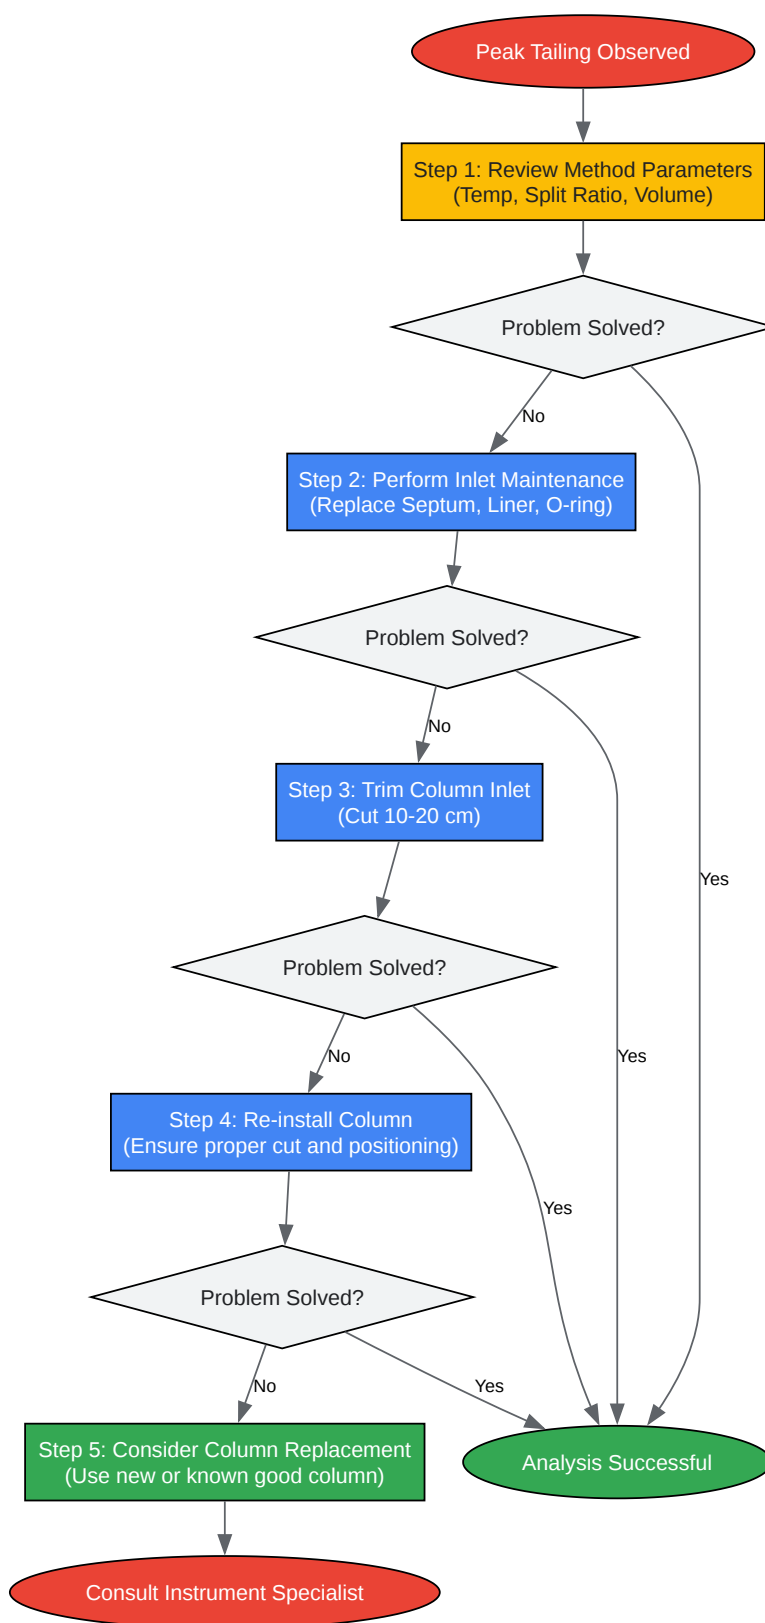 Peak Tailing Observed
Step 1: Review Method Parameters
(Temp, Split Ratio, Volume)
Problem Solved?
No
Step 2: Perform Inlet Maintenance
(Replace Septum, Liner, O-ring)
Problem Solved?
No
Step 3: Trim Column Inlet
(Cut 10-20 cm)
Yes
Problem Solved?
No
Yes
Step 4: Re-install Column
(Ensure proper cut and positioning)
Yes
Problem Solved?
No
Yes
Step 5: Consider Column Replacement
(Use new or known good column)
Analysis Successful
Consult Instrument Specialist